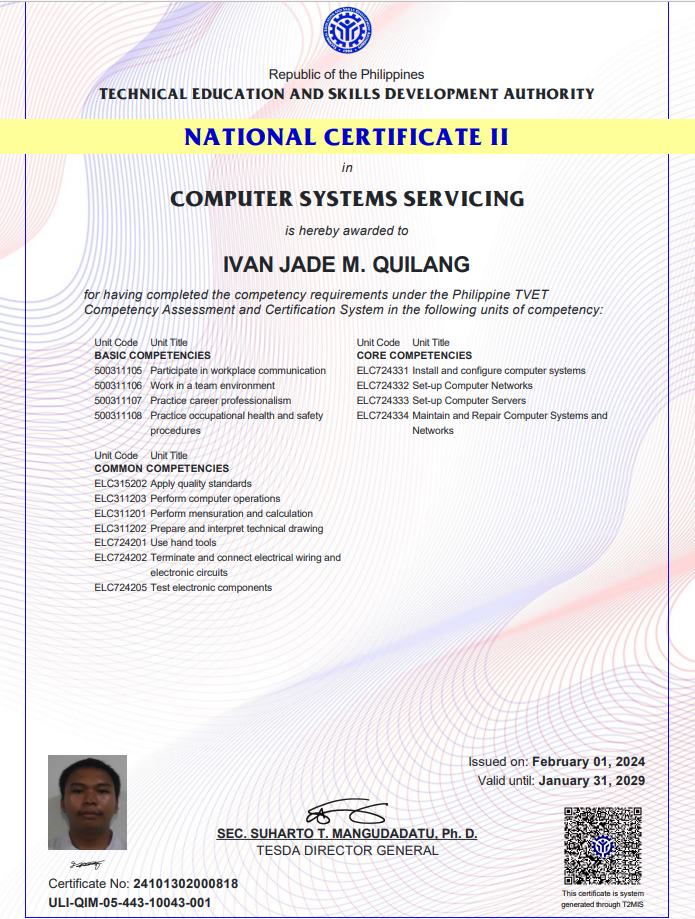 Republic of the Philippines
TECHNICAL EDUCATION AND SKILLS DEVELOPMENT AUTHORITY
NATIONAL CERTIFICATE II
in
COMPUTER SYSTEMS SERVICING
is hereby awarded to
IVAN JADE M. QUILANG
for having completed the competency requirements under the Philippine TVET
Competency Assessment and Certification System in the following units of competency:
Unit Code Unit Title
BASIC COMPETENCIES
500311105 Participate in workplace communication
500311106 Work in a team environment
500311107 Practice career professionalism
500311108 Practice occupational health and safety
procedures
Unit Code Unit Title
COMMON COMPETENCIES
ELC315202 Apply quality standards
ELC311203 Perform computer operations
ELC311201 Perform mensuration and calculation
ELC311202 Prepare and interpret technical drawing
ELC724201 Use hand tools
ELC724202 Terminate and connect electrical wiring and
electronic circuits
ELC724205 Test electronic components
Unit Code Unit Title
CORE COMPETENCIES
ELC724331 Install and configure computer systems
ELC724332 Set-up Computer Networks
ELC724333 Set-up Computer Servers
ELC724334 Maintain and Repair Computer Systems and
Networks
Issued on: February 01, 2024
Valid until: January 31, 2029
SEC. SUHARTO T. MANGUDADATU, Ph. D.
TESDA DIRECTOR GENERAL
Certificate No: 24101302000818
ULI-QIM-05-443-10043-001
This certificate is system
generated through T2MIS